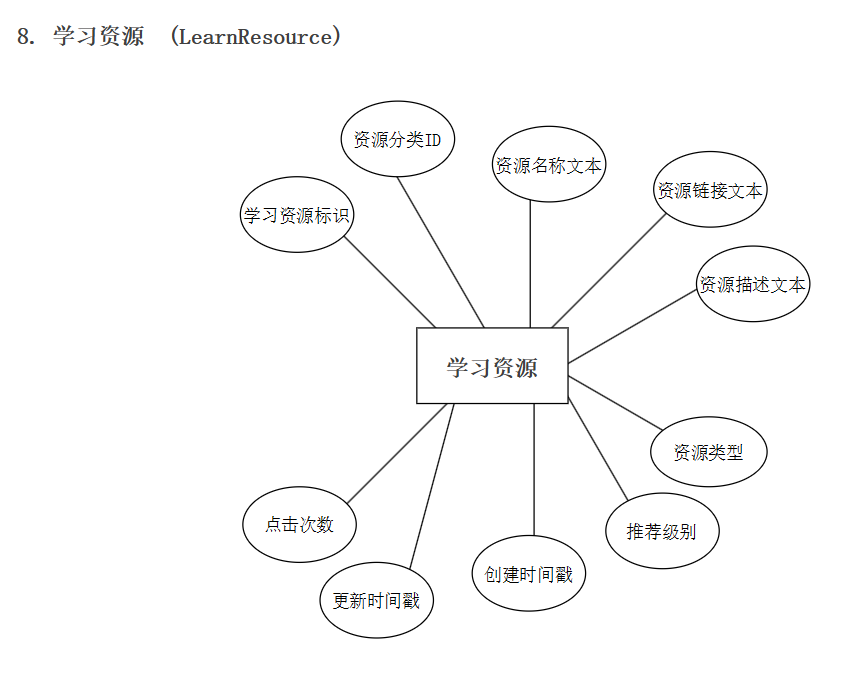 8. 学习资源 (LearnResource)
资源分类ID
资源名称文本
资源链接文本
学习资源标识
资源描述文本
学习资源
资源类型
点击次数
推荐级别
创建时间戳
更新时间戳